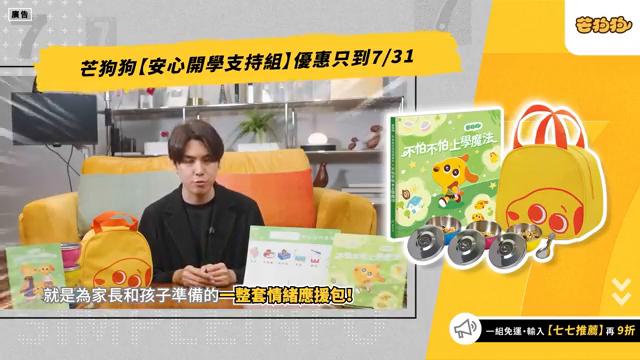 廣告
芒狗狗
芒狗狗【安心開學支持組】優惠只到7/31
不怕不怕上學魔法
就是為家長和孩子準備的一整套情緒應援包!
一組免運・輸入【七七推薦】再9折